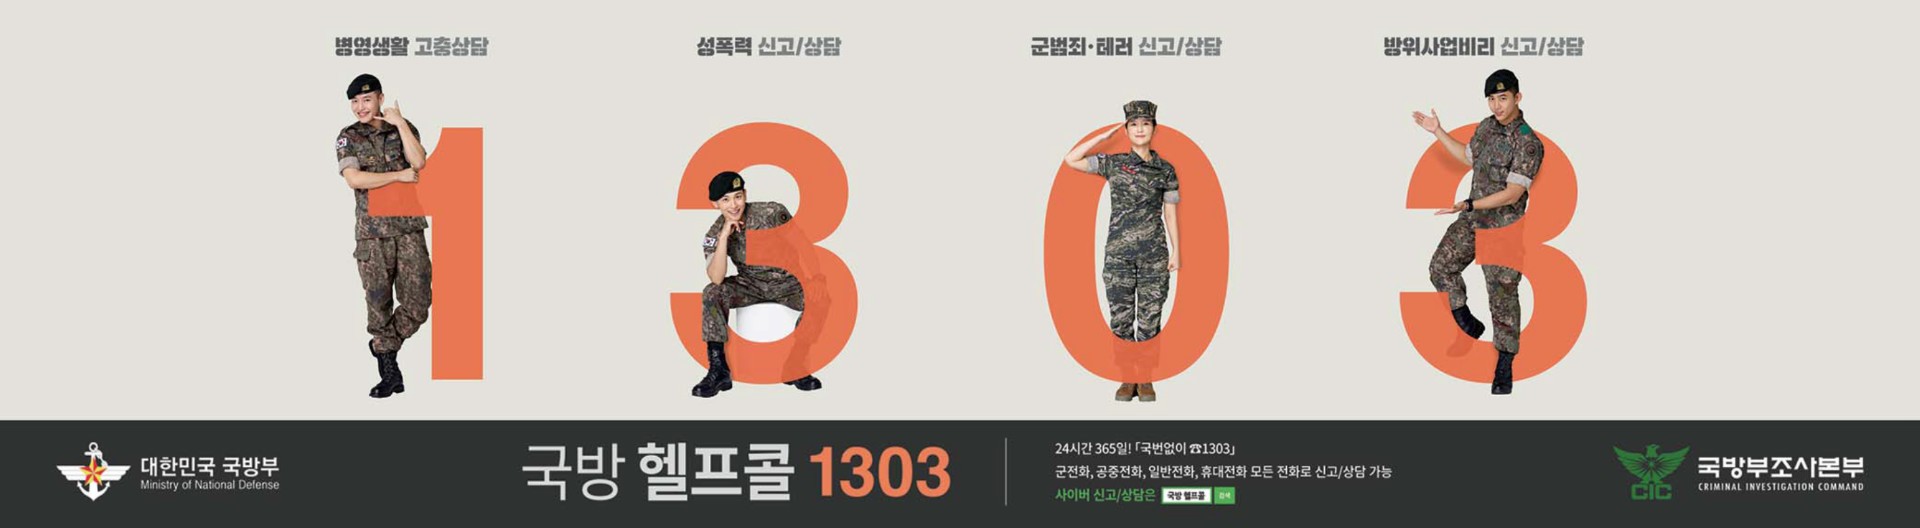 병영생활 고충상담
성폭력 신고/상담
군범죄·테러 신고/상담
방위사업비리 신고/상담
1
3
0
3
대한민국 국방부
Ministry of National Defense
국방 헬프콜 1303
24시간 365일! 「국번없이 ☎1303」
군전화, 공중전화, 일반전화, 휴대전화 모든 전화로 신고/상담 가능
사이버 신고/상담은 국방 헬프콜 검색
CIC
국방부조사본부
CRIMINAL INVESTIGATION COMMAND